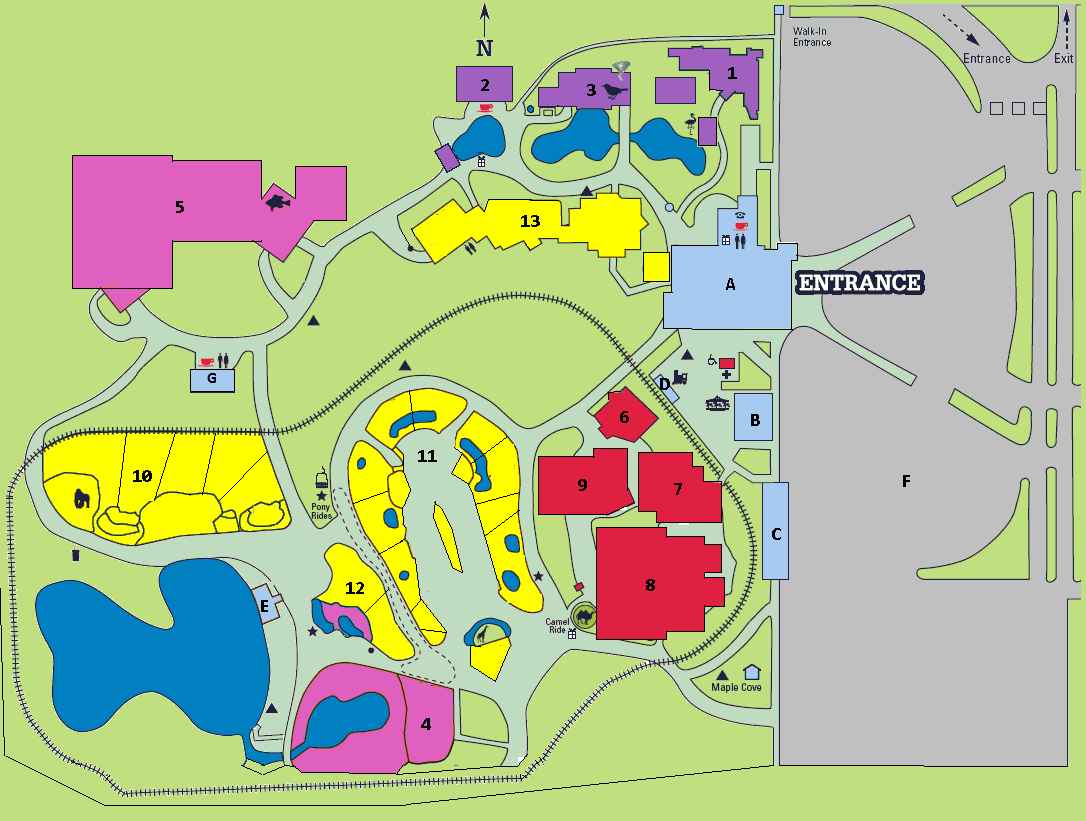 Walk-In
Entrance
Entrance
Exit
N
1
2
3
5
13
A
ENTRANCE
G
D
B
6
11
10
9
7
F
Pony
Rides
C
12
8
E
Camel
Ride
Maple Cove
4